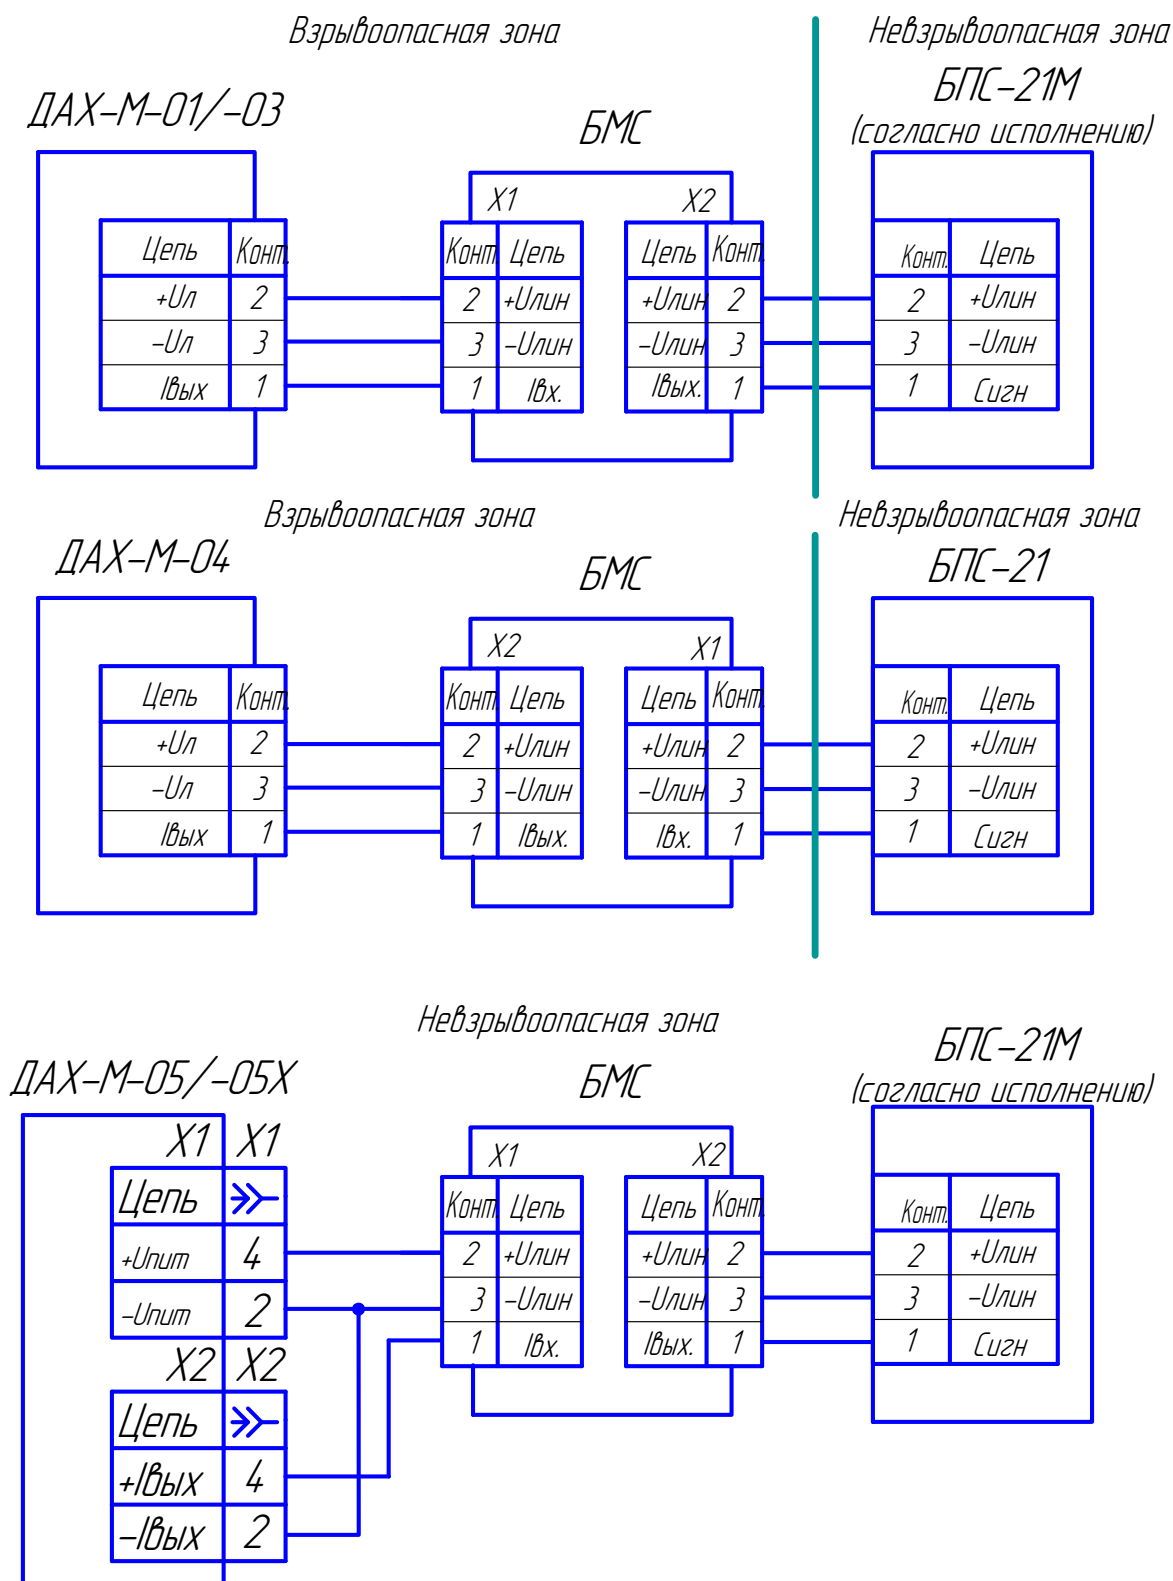 Взрывоопасная зона
Невзрывоопасная зона
ДАХ-М-01/-03
БМС
БПС-21М
(согласно исполнению)
X1
X2
Цепь Конт.
Конт. Цепь
Цепь Конт.
Конт. Цепь
+Uл 2
2 +Uлин
+Uлин 2
2 +Uлин
-Uл 3
3 -Uлин
-Uлин 3
3 -Uлин
Iвых 1
1 Iвх.
Iвых. 1
1 Сигн
Взрывоопасная зона
Невзрывоопасная зона
ДАХ-М-04
БМС
БПС-21
X2
X1
Цепь Конт.
Конт. Цепь
Цепь Конт.
Конт. Цепь
+Uл 2
2 +Uлин
+Uлин 2
2 +Uлин
-Uл 3
3 -Uлин
-Uлин 3
3 -Uлин
Iвых 1
1 Iвых.
Iвх. 1
1 Сигн
Невзрывоопасная зона
ДАХ-М-05/-05Х
БМС
БПС-21М
(согласно исполнению)
X1 X1
Цепь
+Uпит 4
-Uпит 2
X2 X2
Цепь
+Iвых 4
-Iвых 2
X1
X2
Конт. Цепь
Цепь Конт.
Конт. Цепь
2 +Uлин
+Uлин 2
2 +Uлин
3 -Uлин
-Uлин 3
3 -Uлин
1 Iвх.
Iвых. 1
1 Сигн